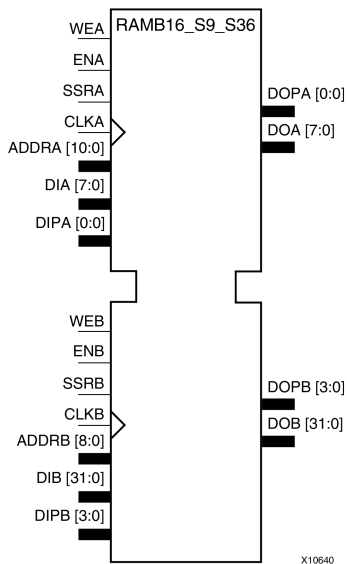 RAMB16_S9_S36
WEA
ENA
SSRA
CLKA
ADDRA [10:0]
DIA [7:0]
DIPA [0:0]
DOPA [0:0]
DOA [7:0]
WEB
ENB
SSRB
CLKB
ADDRB [8:0]
DIB [31:0]
DIPB [3:0]
DOPB [3:0]
DOB [31:0]
X10640